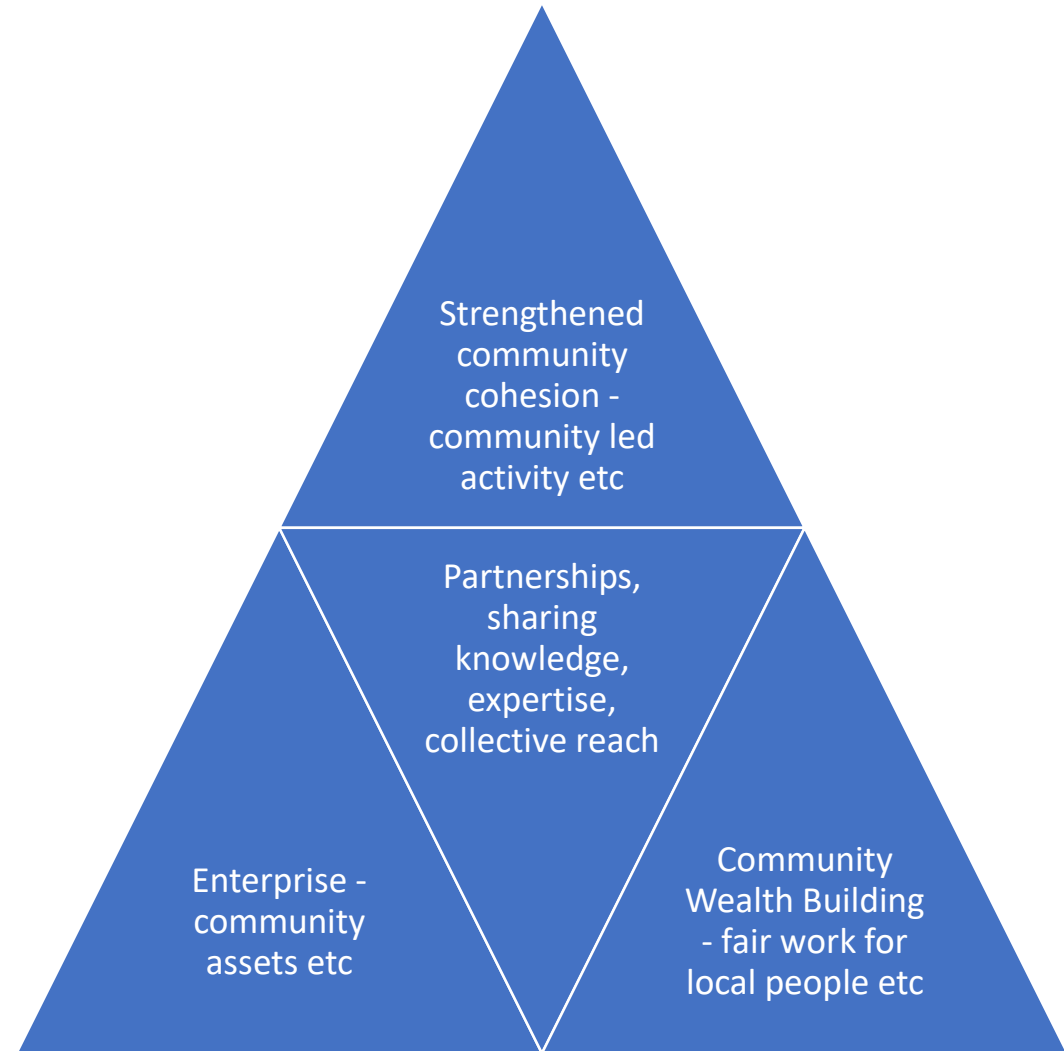 Strengthened
community
cohesion -
community led
activity etc
Partnerships,
sharing
knowledge,
expertise,
collective reach
Enterprise -
community
assets etc
Community
Wealth Building
- fair work for
local people etc